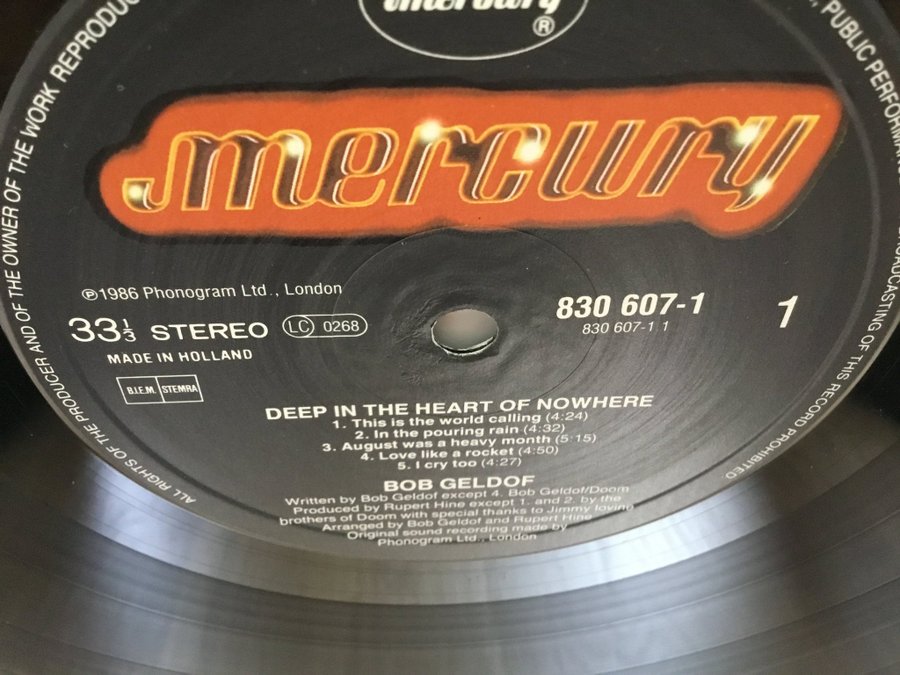 mercury
®
mercury
ALL RIGHTS OF THE PRODUCER AND OF THE OWNER OF THE WORK REPRODUC
, PUBLIC PERFORMANC
BROADCASTING OF THIS RECORD PROHIBITED
℗1986 Phonogram Ltd., London
33⅓ STEREO LC 0268
MADE IN HOLLAND
B.I.E.M. STEMRA
830 607-1
830 607-1 1
1
DEEP IN THE HEART OF NOWHERE
1. This is the world calling (4:24)
2. In the pouring rain (4:32)
3. August was a heavy month (5:15)
4. Love like a rocket (4:50)
5. I cry too (4:27)
BOB GELDOF
Written by Bob Geldof except 4. Bob Geldof/Doom
Produced by Rupert Hine except 1. and 2. by the
brothers of Doom with special thanks to Jimmy Iovine
Arranged by Bob Geldof and Rupert Hine
Original sound recording made by
Phonogram Ltd., London